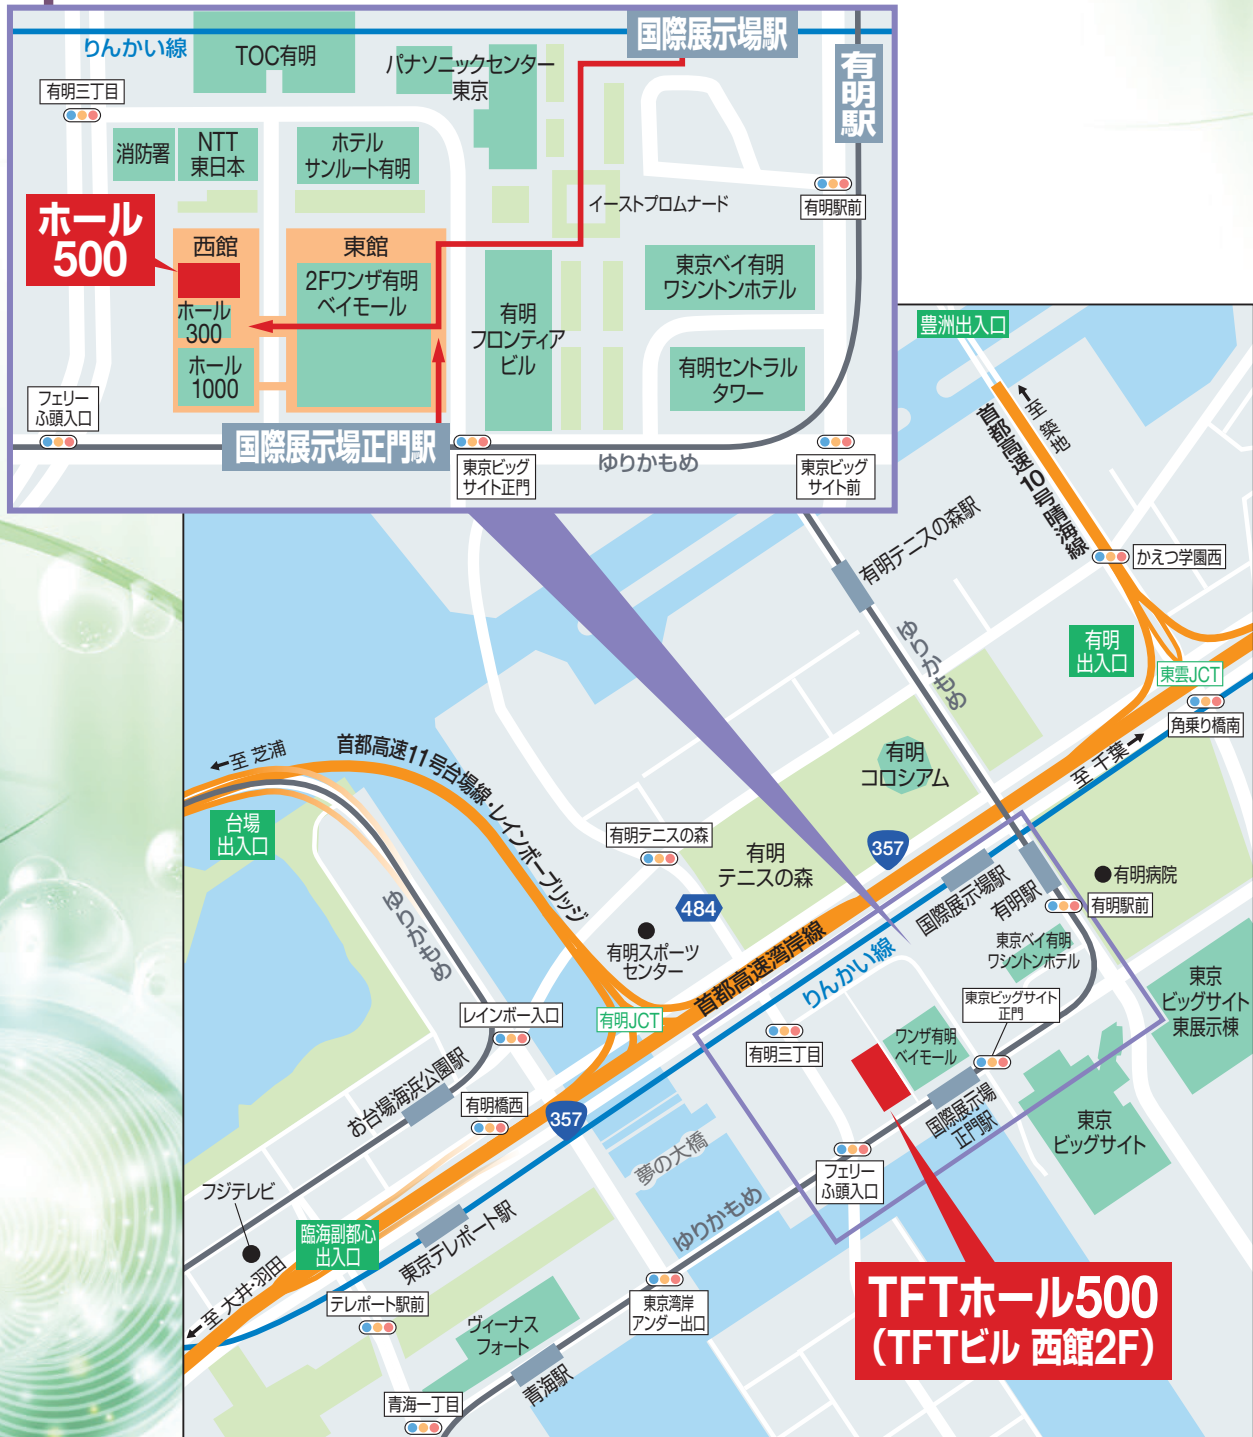 国際展示場駅
りんかい線
TOC有明
パナソニックセンター
東京
有明駅
有明三丁目
消防署
NTT
東日本
ホテル
サンルート有明
イーストプロムナード
有明駅前
ホール
500
西館
東館
2Fワンザ有明
ベイモール
ホール
300
ホール
1000
有明
フロンティア
ビル
東京ベイ有明
ワシントンホテル
有明セントラル
タワー
フェリー
ふ頭入口
国際展示場正門駅
東京ビッグ
サイト正門
ゆりかもめ
東京ビッグ
サイト前
豊洲出入口
至 築地
首都高速10号晴海線
有明テニスの森駅
かえつ学園西
ゆりかもめ
有明
出入口
東雲JCT
角乗り橋南
至 千葉
至 芝浦
首都高速11号台場線・レインボーブリッジ
台場
出入口
有明
コロシアム
有明テニスの森
有明
テニスの森
357
484
国際展示場駅
有明駅
有明病院
有明駅前
ゆりかもめ
有明スポーツ
センター
首都高速湾岸線
りんかい線
東京ベイ有明
ワシントンホテル
東京
ビッグサイト
東展示棟
東京ビッグサイト
正門
レインボー入口
有明JCT
有明三丁目
ワンザ有明
ベイモール
お台場海浜公園駅
有明橋西
357
国際展示場
正門駅
東京
ビッグサイト
夢の大橋
フェリー
ふ頭入口
フジテレビ
ゆりかもめ
臨海副都心
出入口
東京テレポート駅
至 大井・羽田
テレポート駅前
東京湾岸
アンダー出口
ヴィーナス
フォート
青海駅
青海一丁目
TFTホール500
（TFTビル 西館2F）